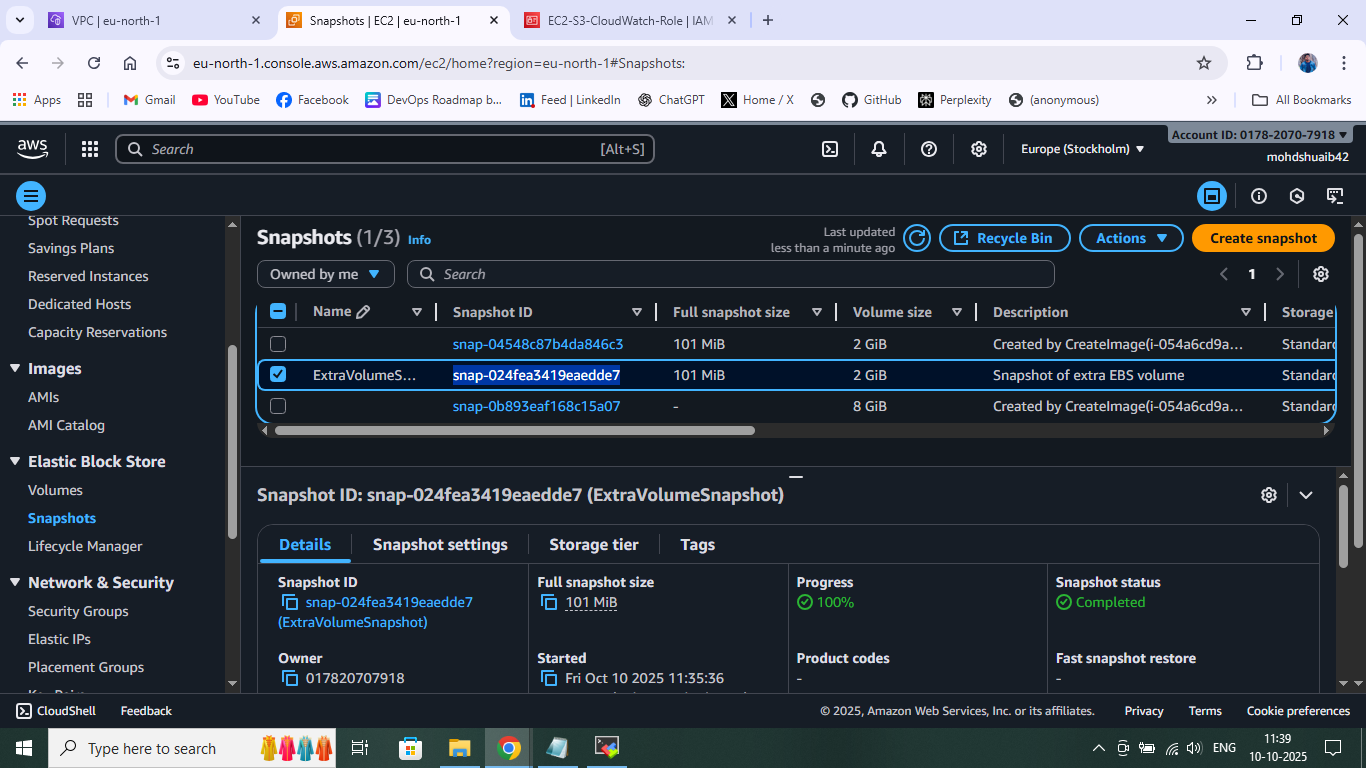 VPC | eu-north-1
Snapshots | EC2 | eu-north-1
EC2-S3-CloudWatch-Role | IAM
eu-north-1.console.aws.amazon.com/ec2/home?region=eu-north-1#Snapshots:
Apps
Gmail
YouTube
Facebook
DevOps Roadmap b...
Feed | LinkedIn
ChatGPT
Home / X
GitHub
Perplexity
(anonymous)
»
All Bookmarks
aws
Search
[Alt+S]
Europe (Stockholm)
Account ID: 0178-2070-7918
mohdshuaib42
Spot Requests
Savings Plans
Reserved Instances
Dedicated Hosts
Capacity Reservations
Images
AMIs
AMI Catalog
Elastic Block Store
Volumes
Snapshots
Lifecycle Manager
Network & Security
Security Groups
Elastic IPs
Placement Groups
Snapshots (1/3) Info
Last updated
less than a minute ago
Recycle Bin
Actions
Create snapshot
Owned by me
Search
1
Name Snapshot ID Full snapshot size Volume size Description Storage
snap-04548c87b4da846c3 101 MiB 2 GiB Created by CreateImage(i-054a6cd9a... Standard
ExtraVolumeS... snap-024fea3419eaedde7 101 MiB 2 GiB Snapshot of extra EBS volume Standard
snap-0b893eaf168c15a07 - 8 GiB Created by CreateImage(i-054a6cd9a... Standard
Snapshot ID: snap-024fea3419eaedde7 (ExtraVolumeSnapshot)
Details Snapshot settings Storage tier Tags
Snapshot ID
snap-024fea3419eaedde7
(ExtraVolumeSnapshot)
Full snapshot size
101 MiB
Progress
100%
Snapshot status
Completed
Owner
017820707918
Started
Fri Oct 10 2025 11:35:36
Product codes
-
Fast snapshot restore
-
CloudShell
Feedback
© 2025, Amazon Web Services, Inc. or its affiliates.
Privacy
Terms
Cookie preferences
Type here to search
ENG
11:39
10-10-2025